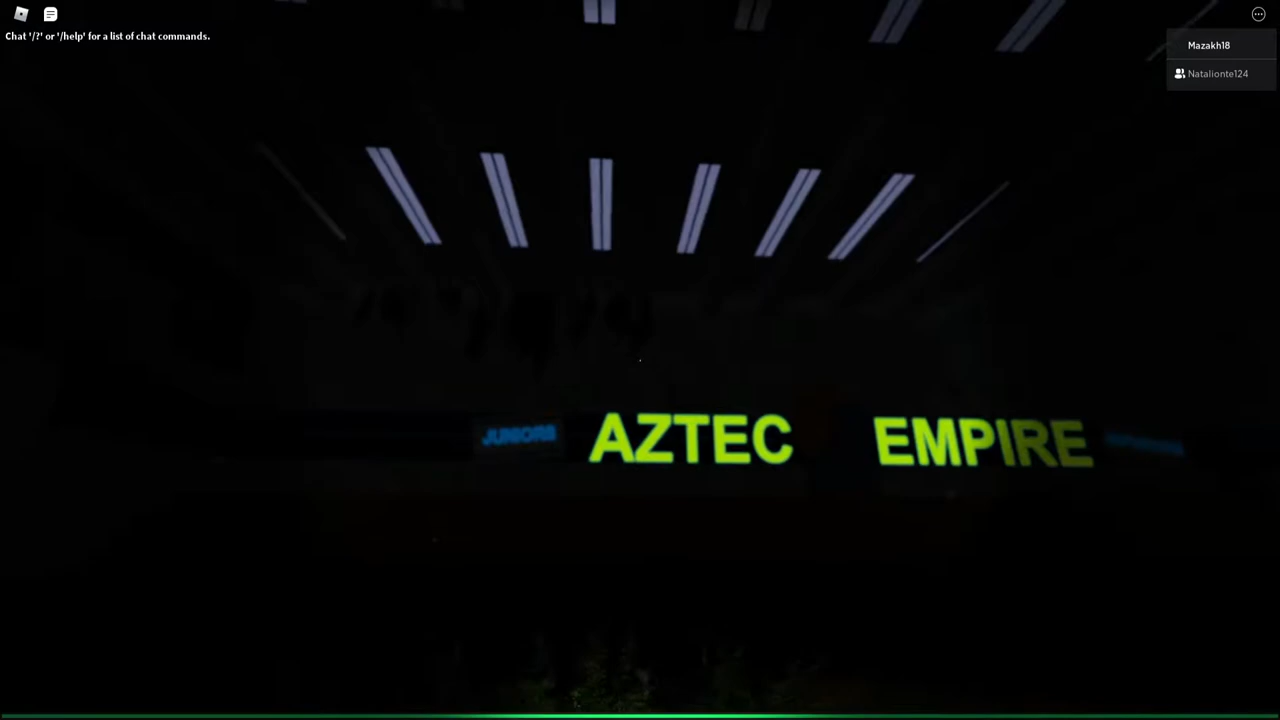 Chat '/?' or '/help' for a list of chat commands.
Mazakh18
Natalionte124
JUNIORS
AZTEC EMPIRE